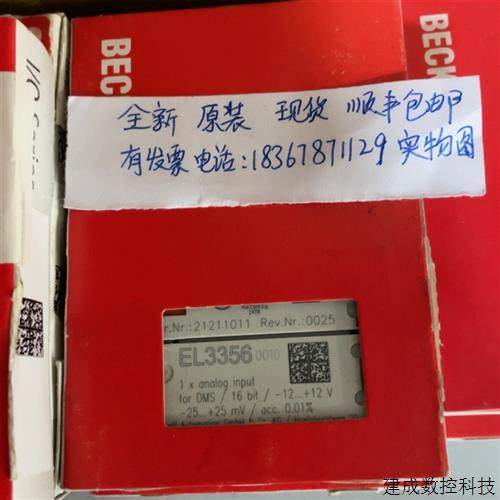 BEC
BECK
全新 原装 现货 顺丰包邮
有发票 电话:18367871129 实物图
r.Nr.:21211011 Rev.Nr.:0025
EL3356 0010
1 x analog input
for DMS / 16 bit / -12...+12 V
-25...+25 mV / acc. 0.01%
建成数控科技